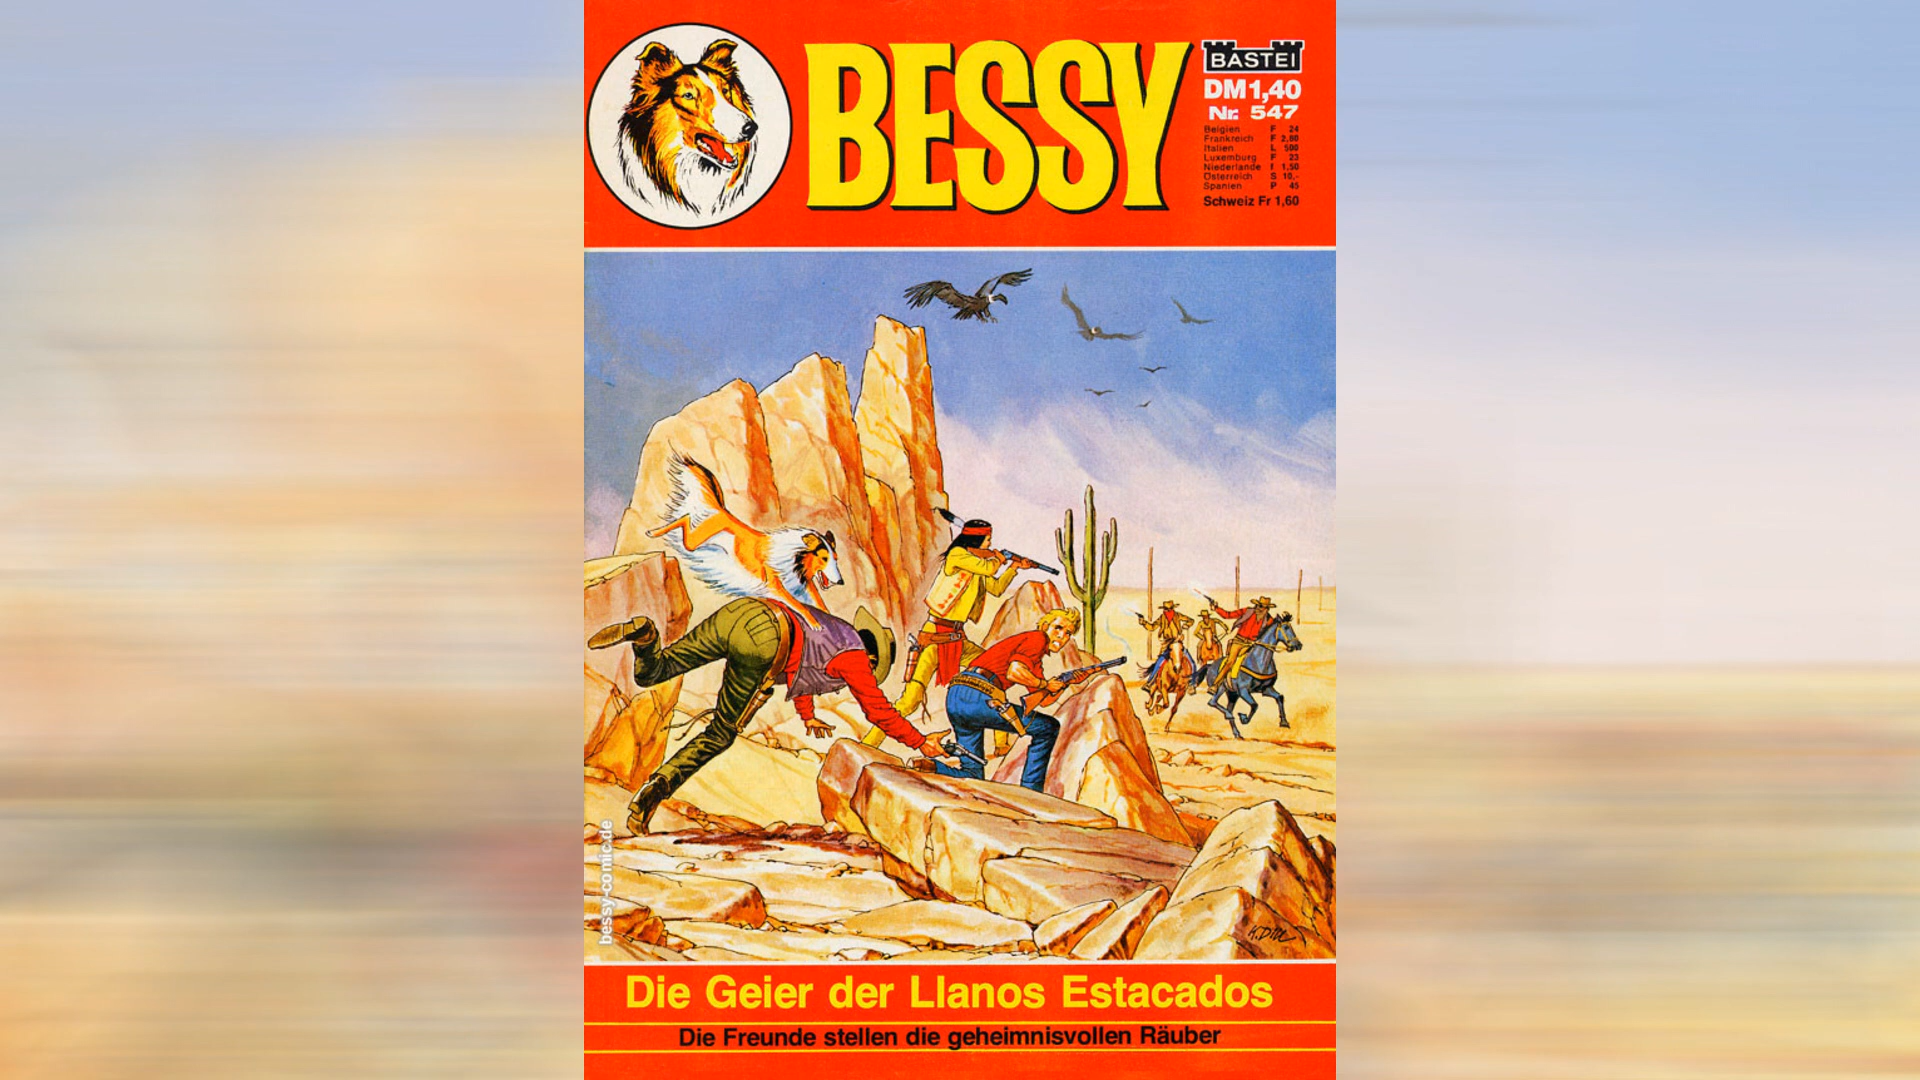 BESSY
BASTEI
DM 1,40
Nr. 547
Belgien F 24
Frankreich F 2,80
Italien L 500
Luxemburg F 23
Niederlande f 1,50
Österreich S 10,-
Spanien P 45
Schweiz Fr 1,60
bessy-comic.de
K. Dill
Die Geier der Llanos Estacados
Die Freunde stellen die geheimnisvollen Räuber